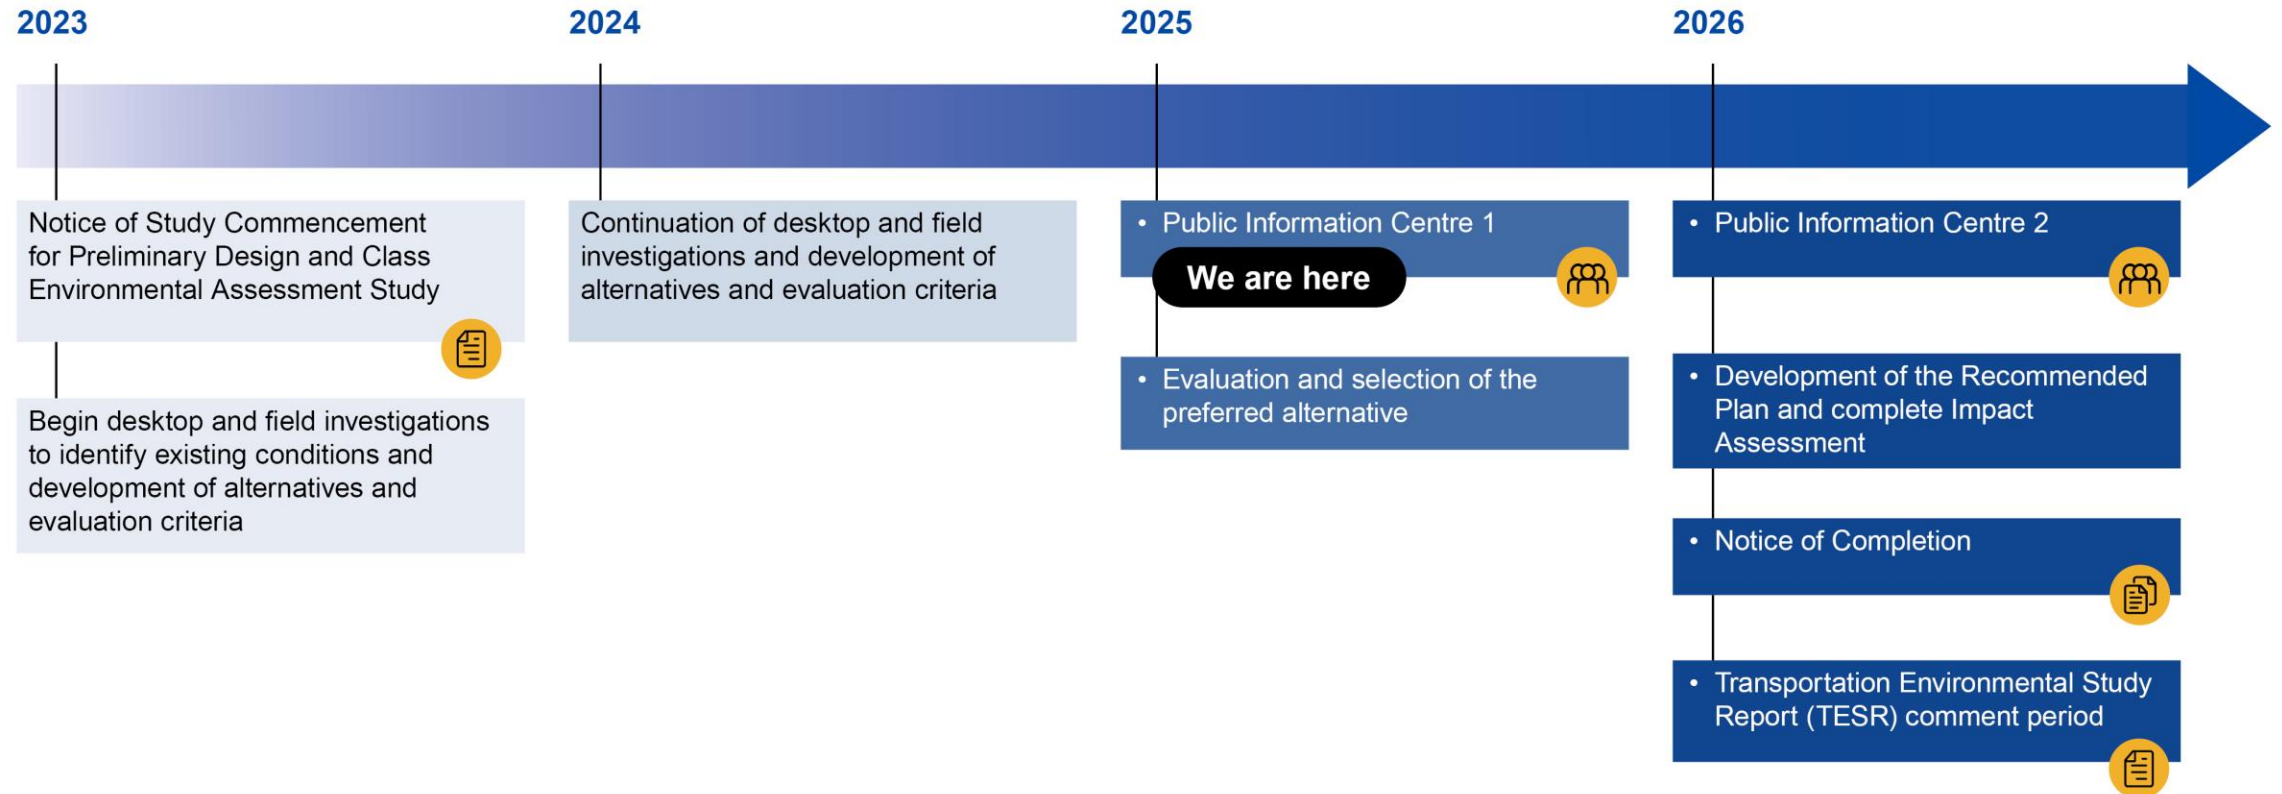 2023
2024
2025
2026
Notice of Study Commencement
for Preliminary Design and Class
Environmental Assessment Study
Begin desktop and field investigations
to identify existing conditions and
development of alternatives and
evaluation criteria
Continuation of desktop and field
investigations and development of
alternatives and evaluation criteria
• Public Information Centre 1
We are here
• Evaluation and selection of the
preferred alternative
• Public Information Centre 2
• Development of the Recommended
Plan and complete Impact
Assessment
• Notice of Completion
• Transportation Environmental Study
Report (TESR) comment period